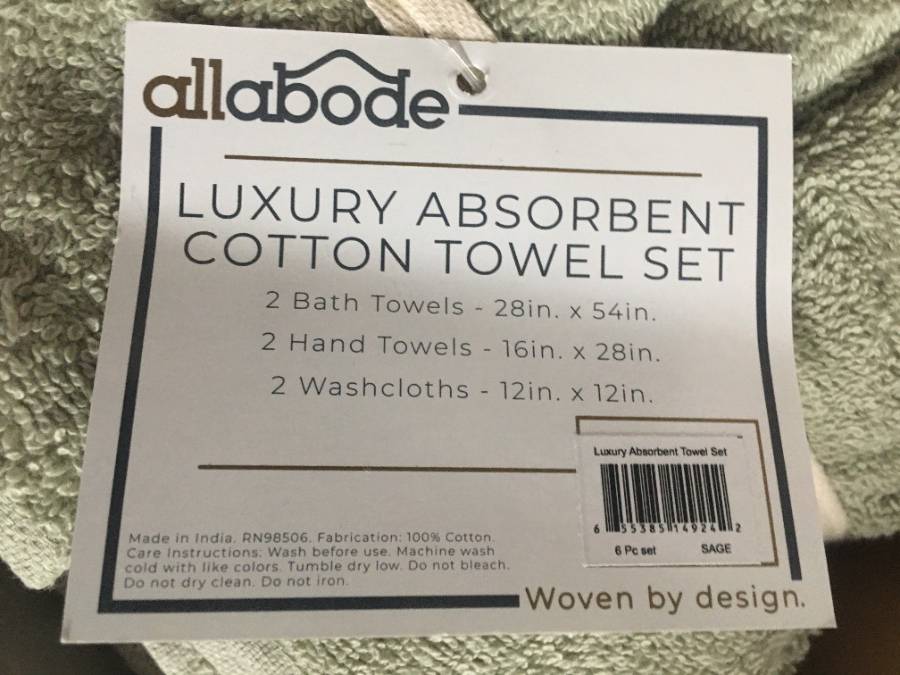 allabode
LUXURY ABSORBENT
COTTON TOWEL SET
2 Bath Towels - 28in. x 54in.
2 Hand Towels - 16in. x 28in.
2 Washcloths - 12in. x 12in.
Luxury Absorbent Towel Set
6 55385 14924 2
6 Pc set SAGE
Made in India. RN98506. Fabrication: 100% Cotton.
Care Instructions: Wash before use. Machine wash
cold with like colors. Tumble dry low. Do not bleach.
Do not dry clean. Do not iron.
Woven by design.